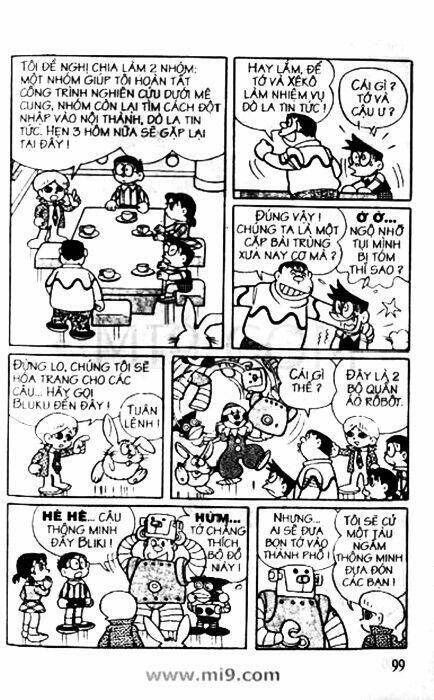 TÔI ĐỀ NGHỊ CHIA LÀM 2 NHÓM:
MỘT NHÓM GIÚP TÔI HOÀN TẤT
CÔNG TRÌNH NGHIÊN CỨU DƯỚI MÊ
CUNG, NHÓM CÒN LẠI TÌM CÁCH ĐỘT
NHẬP VÀO NỘI THÀNH, DÒ LA TIN
TỨC. HẸN 3 HÔM NỮA SẼ GẶP LẠI
TẠI ĐÂY!
HAY LẮM, ĐỂ
TỚ VÀ XÊKÔ
LÀM NHIỆM VỤ
DÒ LA TIN TỨC!
CÁI GÌ?
TỚ VÀ
CẬU Ư?
ĐÚNG VẬY!
CHÚNG TA LÀ MỘT
CẶP BÀI TRÙNG
XƯA NAY CƠ MÀ?
Ơ Ơ...
NGỘ NHỠ
TỤI MÌNH
BỊ TÓM
THÌ SAO?
ĐỪNG LO, CHÚNG TÔI SẼ
HÓA TRANG CHO CÁC
CẬU... HÃY GỌI
BLUKU ĐẾN ĐÂY!
TUÂN
LỆNH!
CÁI GÌ
THẾ?
ĐÂY LÀ 2
BỘ QUẦN
ÁO RÔBỐT.
HÊ HÊ... CẬU
THÔNG MINH
ĐẤY BLIKI!
HỪM...
TỚ CHẲNG
THÍCH
BỘ ĐỒ
NÀY!
NHƯNG...
AI SẼ ĐƯA
BỌN TỚ VÀO
THÀNH PHỐ!
TÔI SẼ CỬ
MỘT TÀU
NGẦM
THÔNG MINH
ĐƯA ĐÓN
CÁC BẠN!
99
www.mi9.com